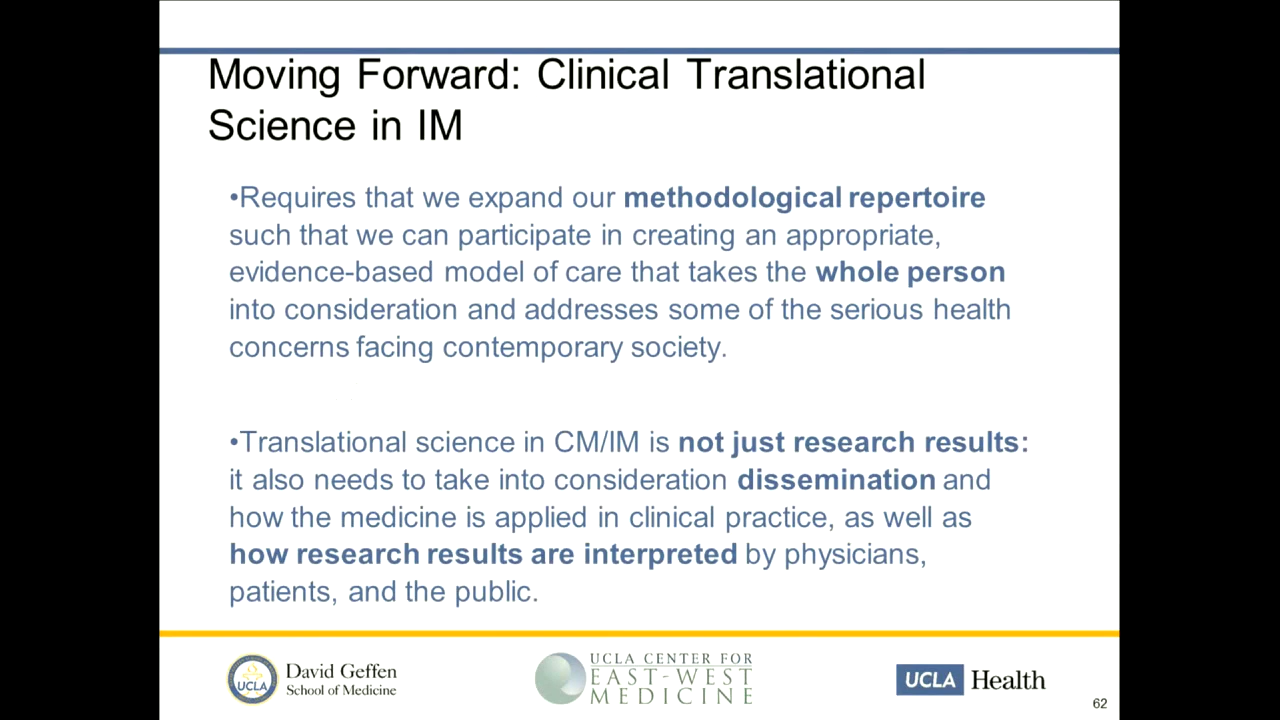 Moving Forward: Clinical Translational
Science in IM
•Requires that we expand our methodological repertoire
such that we can participate in creating an appropriate,
evidence-based model of care that takes the whole person
into consideration and addresses some of the serious health
concerns facing contemporary society.
•Translational science in CM/IM is not just research results:
it also needs to take into consideration dissemination and
how the medicine is applied in clinical practice, as well as
how research results are interpreted by physicians,
patients, and the public.
UCLA
David Geffen
School of Medicine
UCLA CENTER FOR
EAST-WEST
MEDICINE
UCLA Health
62